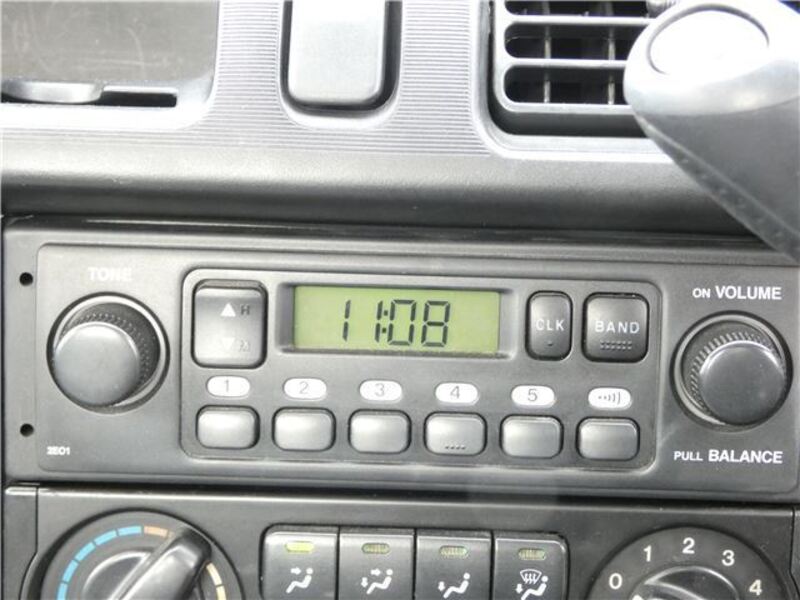 TONE
H
M
11:08
CLK
BAND
ON VOLUME
1 2 3 4 5
2E01
PULL BALANCE
0 1 2 3 4